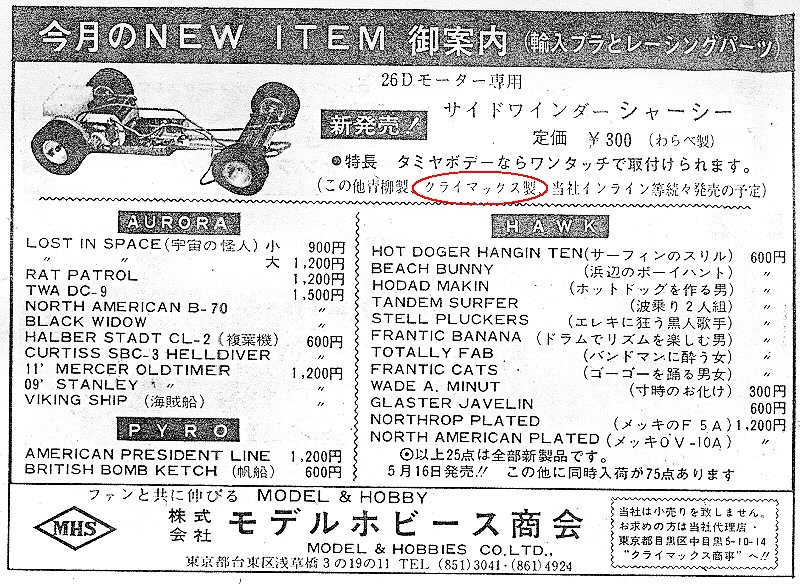 今月のNEW ITEM 御案内 (輸入プラとレーシングパーツ)
26Dモーター専用
新発売!! サイドワインダーシャーシー
定価 ¥300 (わらべ製)
●特長 タミヤボデーならワンタッチで取付けられます。
(この他青柳製、クライマックス製、当社インライン等続々発売の予定)
AURORA
LOST IN SPACE(宇宙の怪人) 小 900円
〃 〃 大 1,200円
RAT PATROL 1,200円
TWA DC-9 1,500円
NORTH AMERICAN B-70 〃
BLACK WIDOW 〃
HALBER STADT CL-2 (複葉機) 600円
CURTISS SBC-3 HELLDIVER 〃
11' MERCER OLDTIMER 1,200円
09' STANLEY 〃 〃
VIKING SHIP (海賊船) 〃
PYRO
AMERICAN PRESIDENT LINE 1,200円
BRITISH BOMB KETCH (帆船) 600円
HAWK
HOT DOGER HANGIN TEN(サーフィンのスリル) 600円
BEACH BUNNY (浜辺のボーイハント) 〃
HODAD MAKIN (ホットドッグを作る男) 〃
TANDEM SURFER (波乗り2人組) 〃
STELL PLUCKERS (エレキに狂う黒人歌手) 〃
FRANTIC BANANA (ドラムでリズムを楽しむ男) 〃
TOTALLY FAB (バンドマンに酔う女) 〃
FRANTIC CATS (ゴーゴーを踊る男女) 〃
WADE A. MINUT (寸時のお化け) 300円
GLASTER JAVELIN 600円
NORTHROP PLATED (メッキのF5A) 1,200円
NORTH AMERICAN PLATED (メッキOV-10A) 〃
⊙以上25点は全部新製品です。
5月16日発売!! この他に同時入荷が75点あります
ファンと共に伸びる MODEL & HOBBY
MHS
株式会社 モデルホビース商会
MODEL & HOBBIES CO.LTD.,
東京都台東区浅草橋3の19の11 TEL (851)3041・(861)4924
当社は小売りを致しません。
お求めの方は当社代理店、
東京都目黒区中目黒5-10-14
"クライマックス商事"へ!!